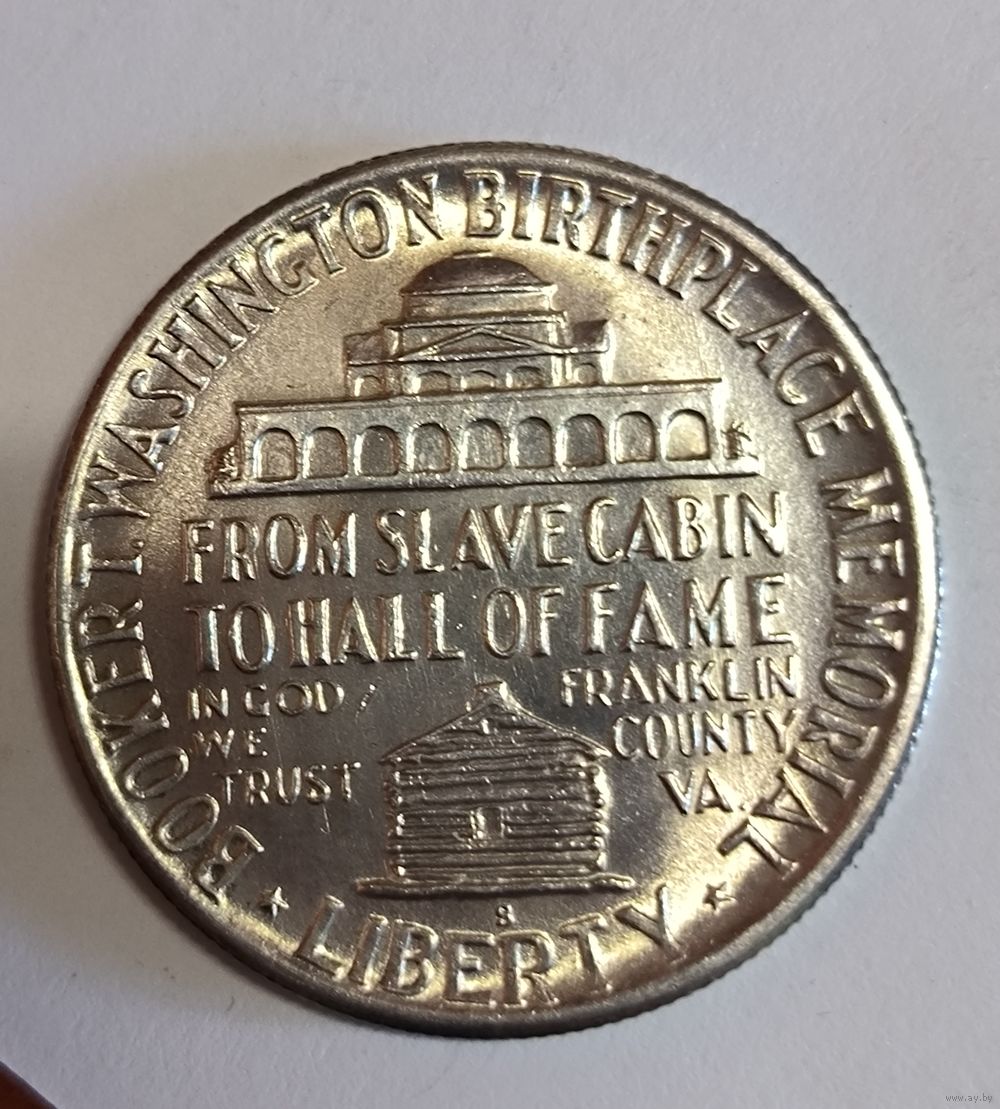 BOOKER T. WASHINGTON BIRTHPLACE MEMORIAL
FROM SLAVE CABIN
TO HALL OF FAME
IN GOD
WE
TRUST
FRANKLIN
COUNTY
VA.
S
LIBERTY
www.ay.by